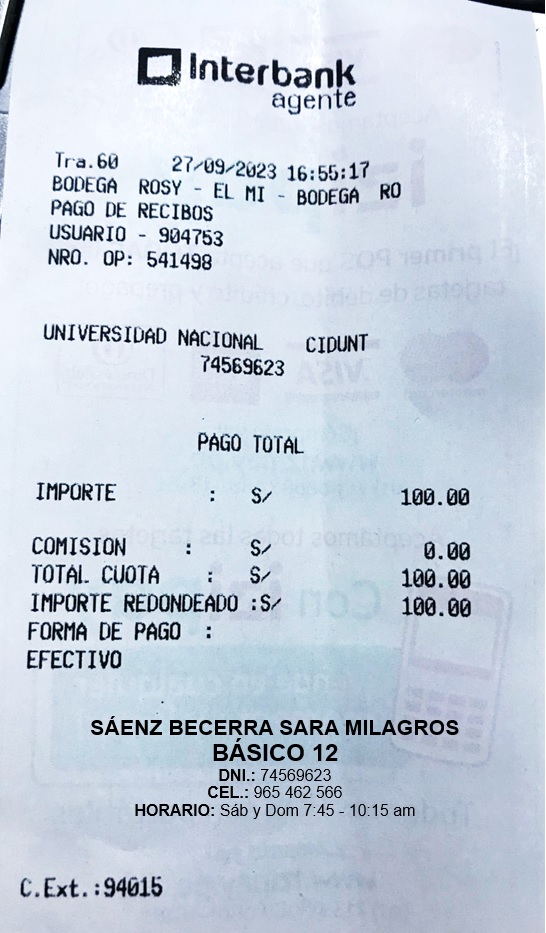 Interbank
agente
Tra.60 27/09/2023 16:55:17
BODEGA ROSY - EL MI - BODEGA RO
PAGO DE RECIBOS
USUARIO - 904753
NRO. OP: 541498
UNIVERSIDAD NACIONAL CIDUNT
74569623
PAGO TOTAL
IMPORTE : S/ 100.00
COMISION : S/ 0.00
TOTAL CUOTA : S/ 100.00
IMPORTE REDONDEADO :S/ 100.00
FORMA DE PAGO :
EFECTIVO
SÁENZ BECERRA SARA MILAGROS
BÁSICO 12
DNI.: 74569623
CEL.: 965 462 566
HORARIO: Sáb y Dom 7:45 - 10:15 am
C.Ext.:94015